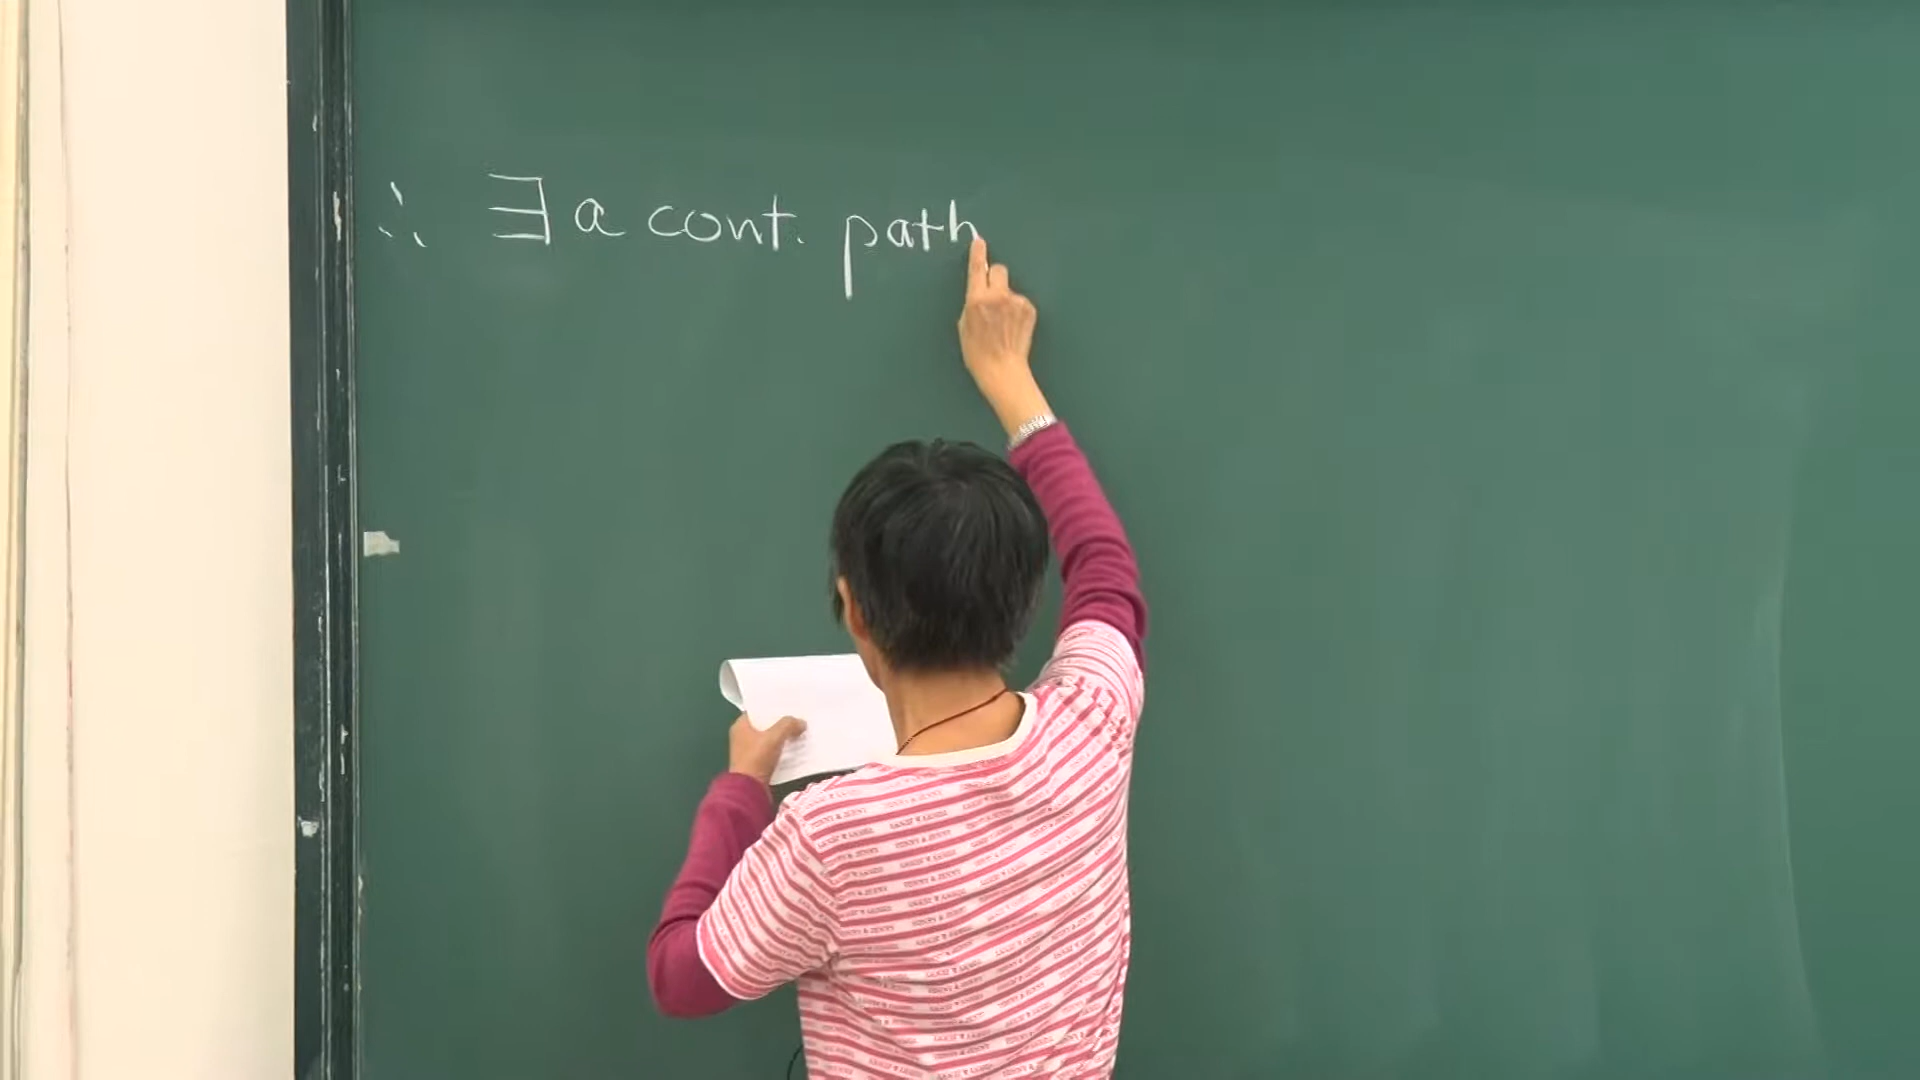 ∴ ∃ a cont. path